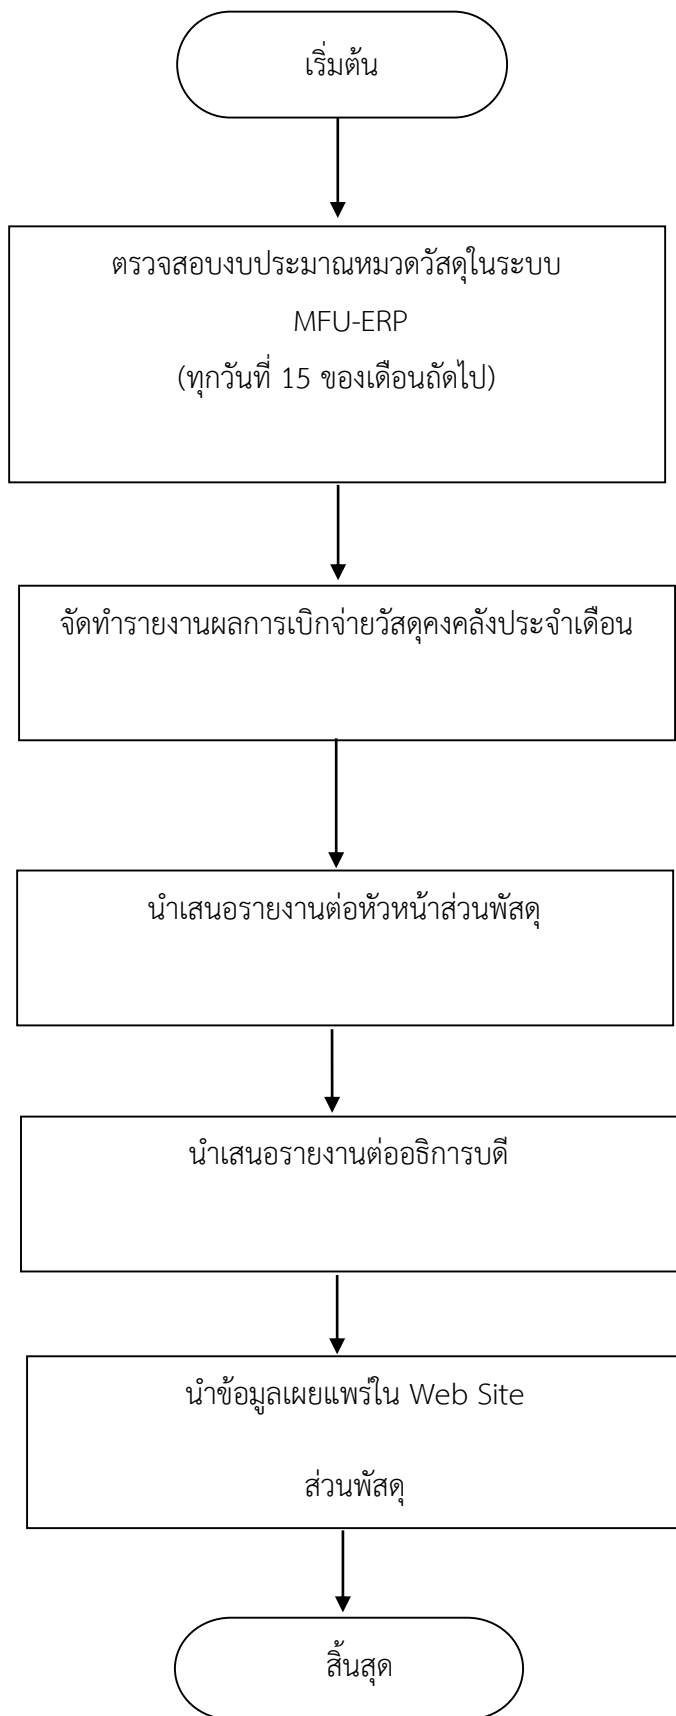 เริ่มต้น
ตรวจสอบงบประมาณหมวดวัสดุในระบบ
MFU-ERP
(ทุกวันที่ 15 ของเดือนถัดไป)
จัดทำรายงานผลการเบิกจ่ายวัสดุคงคลังประจำเดือน
นำเสนอรายงานต่อหัวหน้าส่วนพัสดุ
นำเสนอรายงานต่ออธิการบดี
นำข้อมูลเผยแพร่ใน Web Site
ส่วนพัสดุ
สิ้นสุด